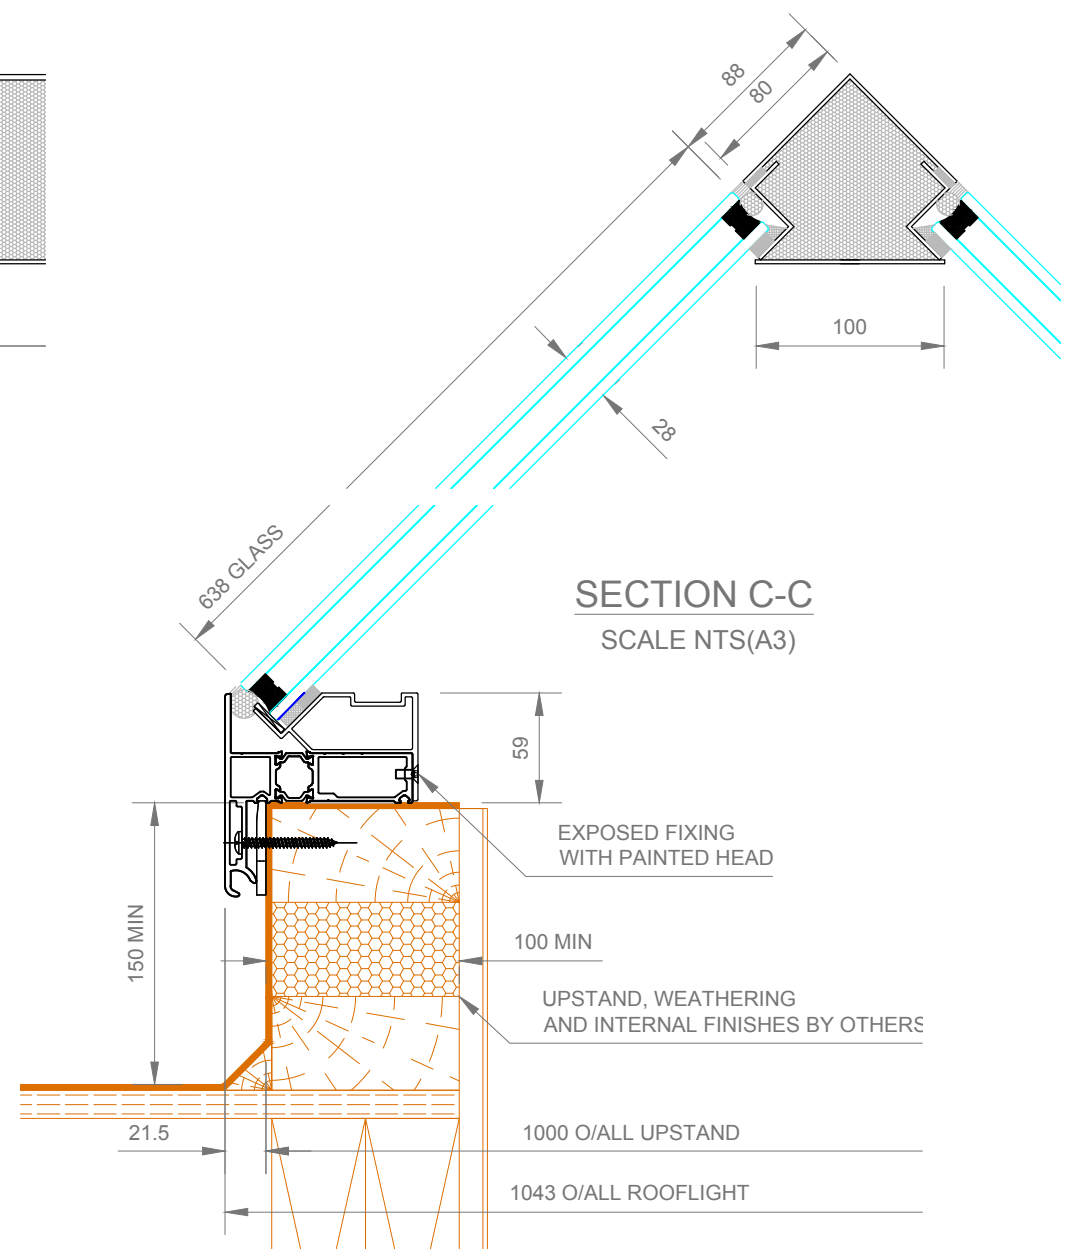 88
80
100
28
638 GLASS
SECTION C-C
SCALE NTS(A3)
59
EXPOSED FIXING
WITH PAINTED HEAD
150 MIN
100 MIN
UPSTAND, WEATHERING
AND INTERNAL FINISHES BY OTHERS
21.5
1000 O/ALL UPSTAND
1043 O/ALL ROOFLIGHT